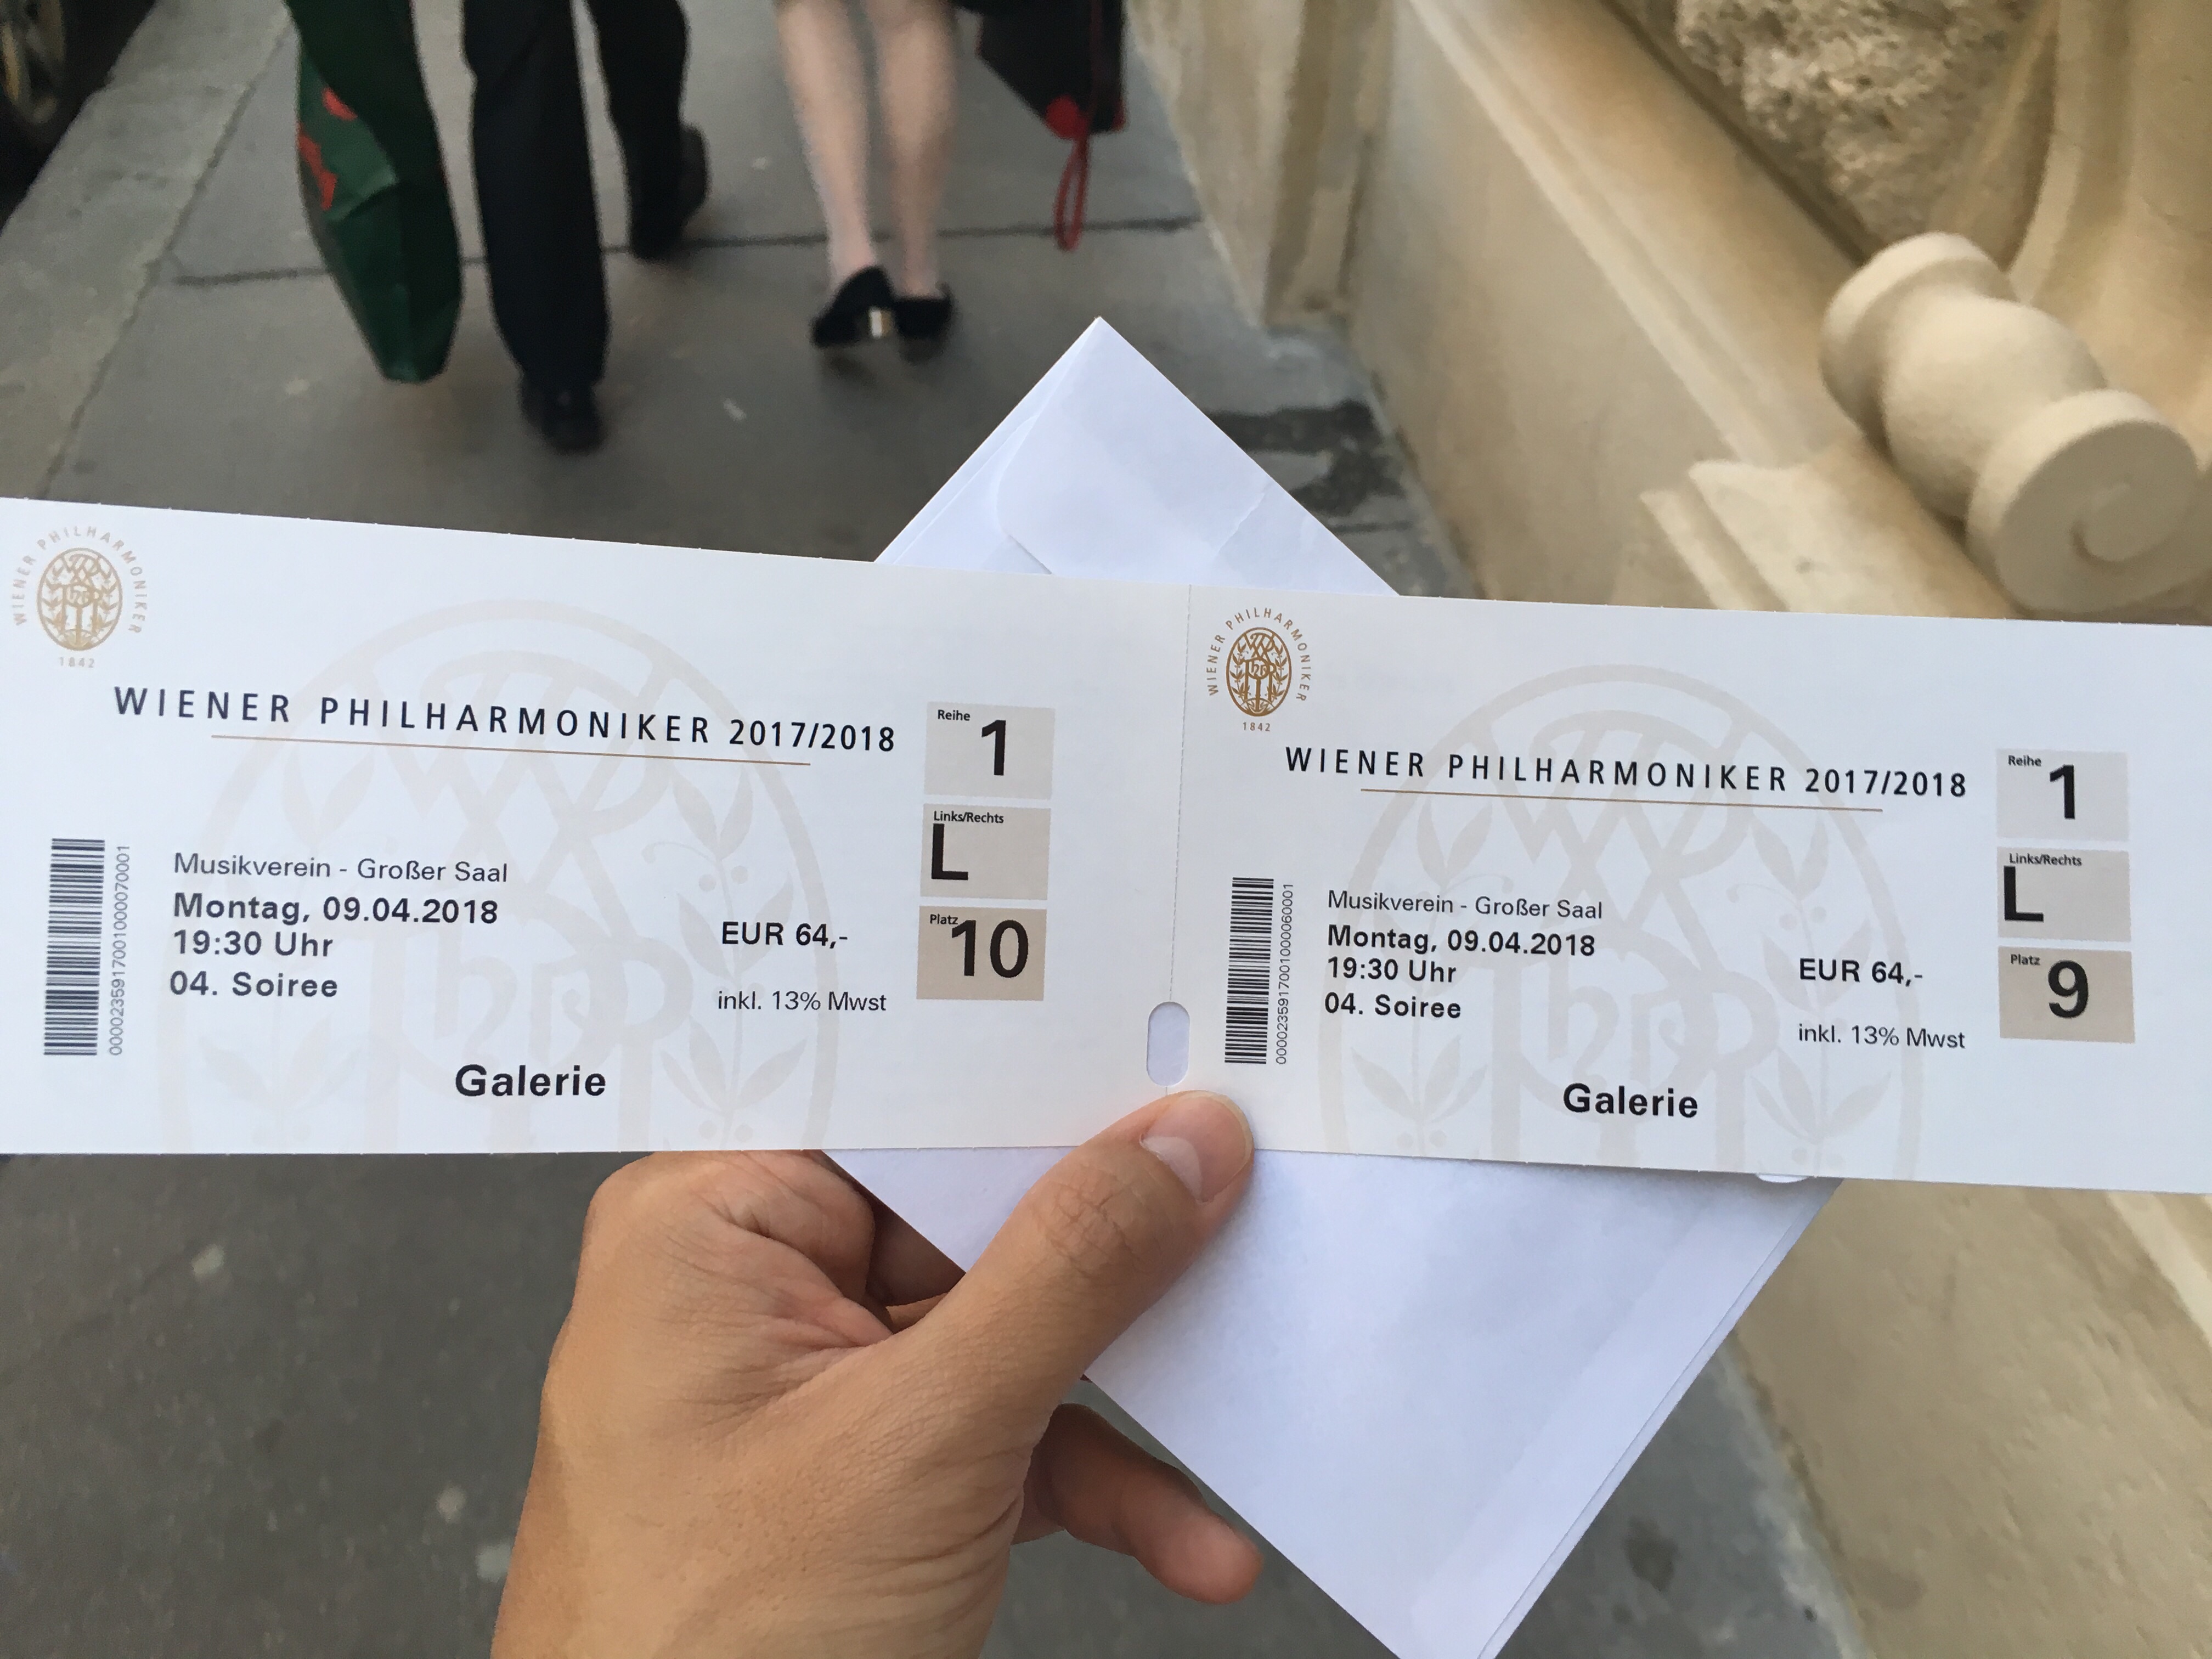 WIENER PHILHARMONIKER
1842
WIENER PHILHARMONIKER 2017/2018
Reihe
1
Links/Rechts
L
Platz
10
Musikverein - Großer Saal
Montag, 09.04.2018
19:30 Uhr
04. Soiree
EUR 64,-
inkl. 13% Mwst
Galerie
0000235917001000070001
WIENER PHILHARMONIKER
1842
WIENER PHILHARMONIKER 2017/2018
Reihe
1
Links/Rechts
L
Platz
9
Musikverein - Großer Saal
Montag, 09.04.2018
19:30 Uhr
04. Soiree
EUR 64,-
inkl. 13% Mwst
Galerie
0000235917001000060001